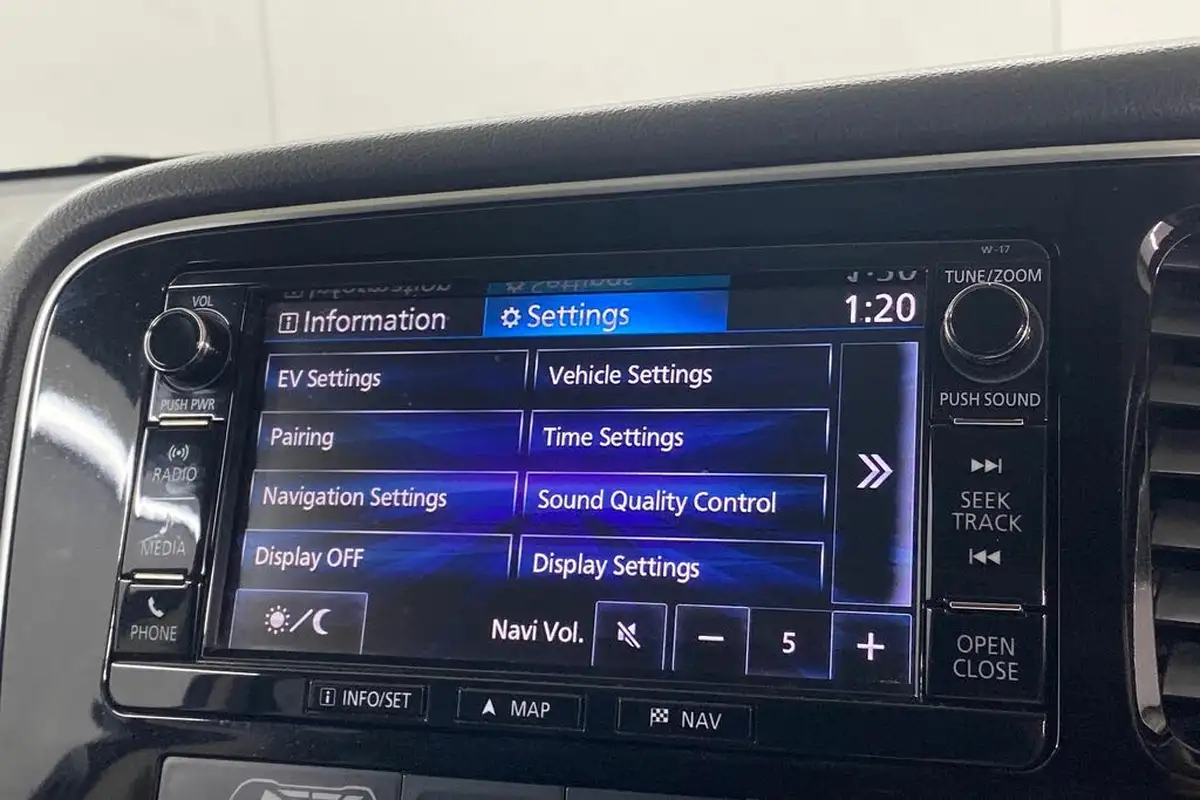 W-17
VOL
TUNE/ZOOM
Information
Settings
1:20
PUSH PWR
PUSH SOUND
EV Settings
Vehicle Settings
Pairing
Time Settings
RADIO
Navigation Settings
Sound Quality Control
SEEK
TRACK
MEDIA
Display OFF
Display Settings
PHONE
Navi Vol.
−
5
+
OPEN
CLOSE
INFO/SET
MAP
NAV